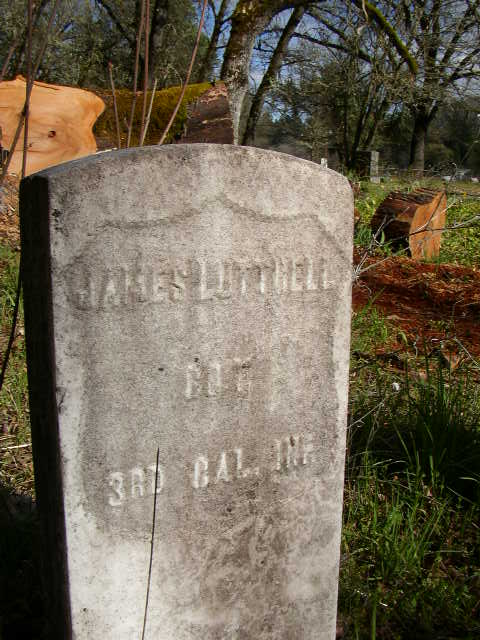 JAMES LUTTRELL
CO.
3RD CAL. INF.